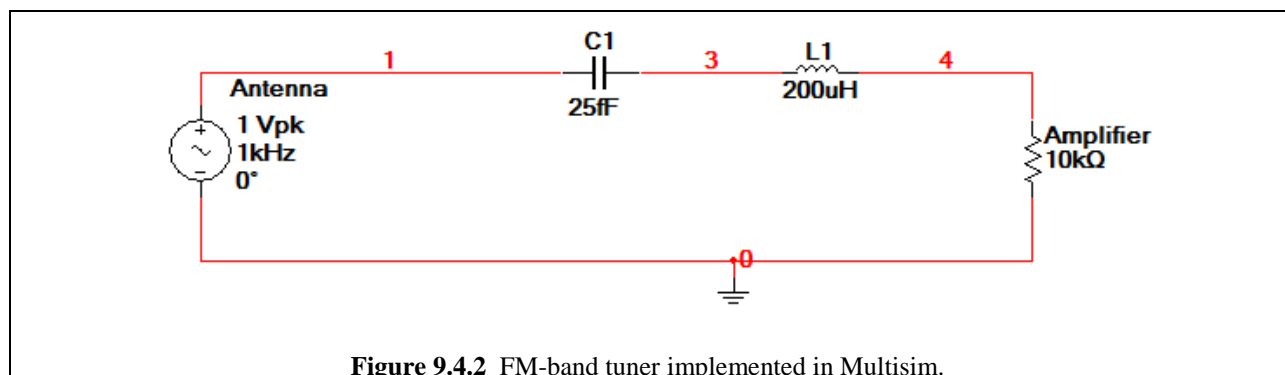 C1
1
3
L1
4
Antenna
200uH
25fF
1 Vpk
1kHz
0°
+
Amplifier
10kΩ
0
Figure 9.4.2 FM-band tuner implemented in Multisim.